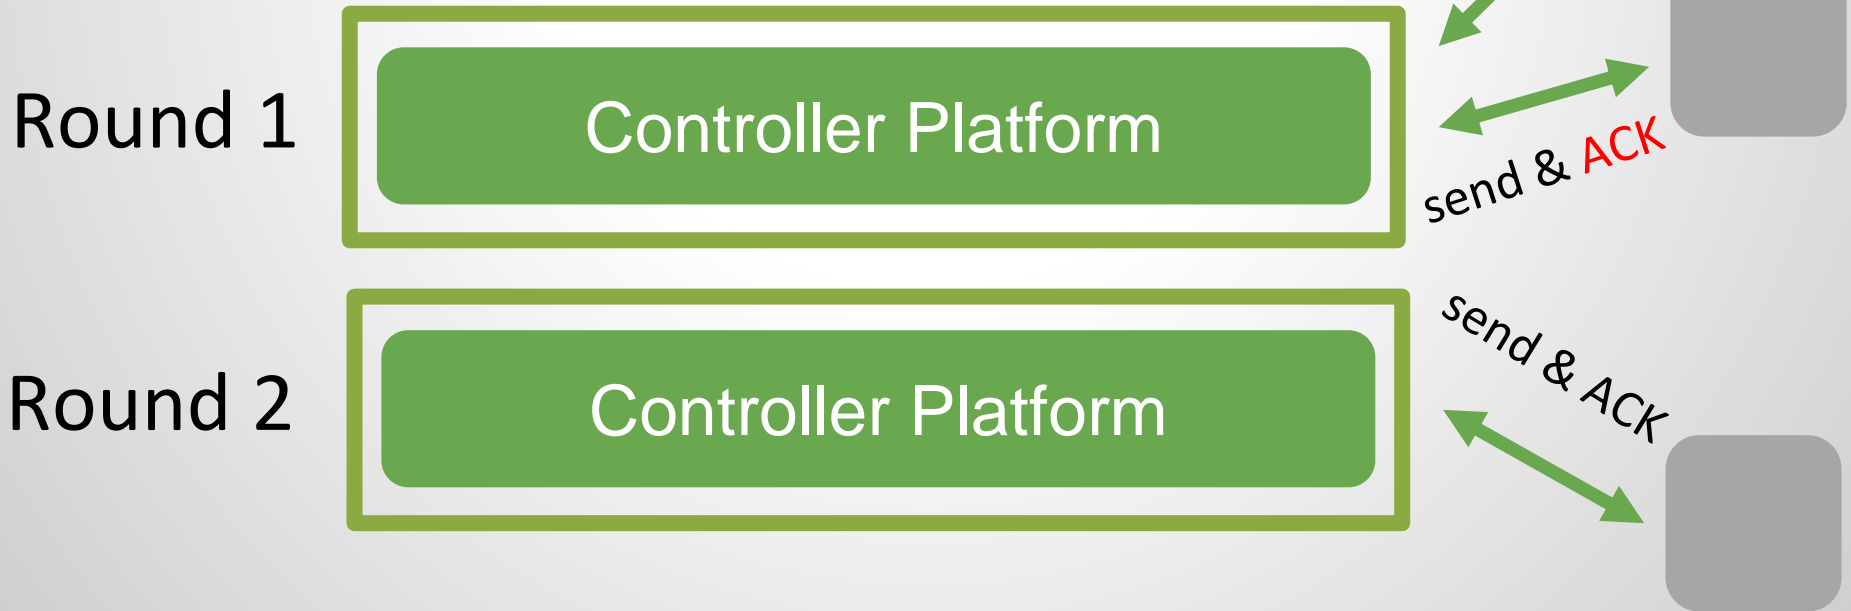 Round 1
Controller Platform
send & ACK
Round 2
Controller Platform
send & ACK